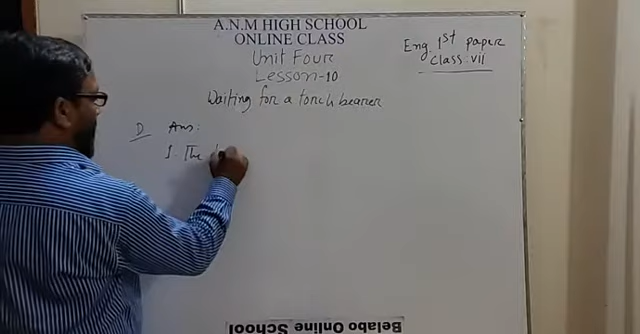 A.N.M HIGH SCHOOL
ONLINE CLASS
Unit Four
Lesson-10
Waiting for a torch bearer
Eng. 1st paper
Class: VII
D Ans:
1. The
Belabo Online School